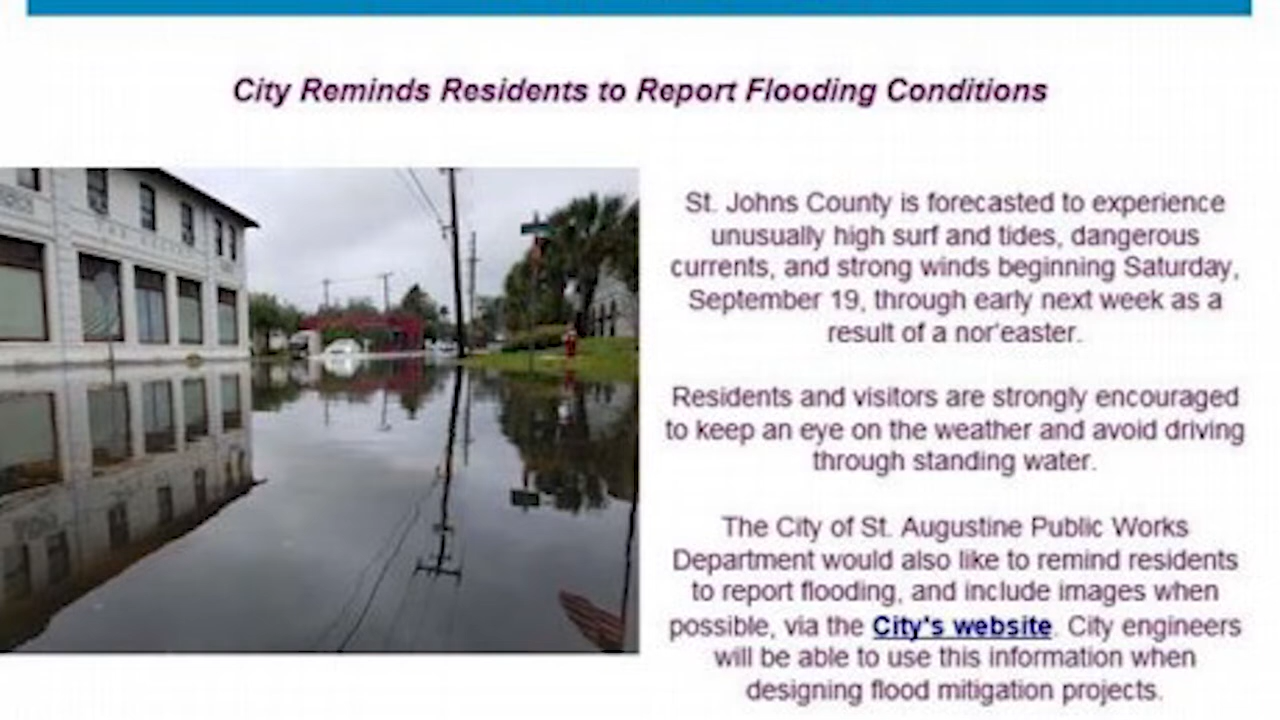 City Reminds Residents to Report Flooding Conditions
St. Johns County is forecasted to experience
unusually high surf and tides, dangerous
currents, and strong winds beginning Saturday,
September 19, through early next week as a
result of a nor'easter.
Residents and visitors are strongly encouraged
to keep an eye on the weather and avoid driving
through standing water.
The City of St. Augustine Public Works
Department would also like to remind residents
to report flooding, and include images when
possible, via the City's website. City engineers
will be able to use this information when
designing flood mitigation projects.